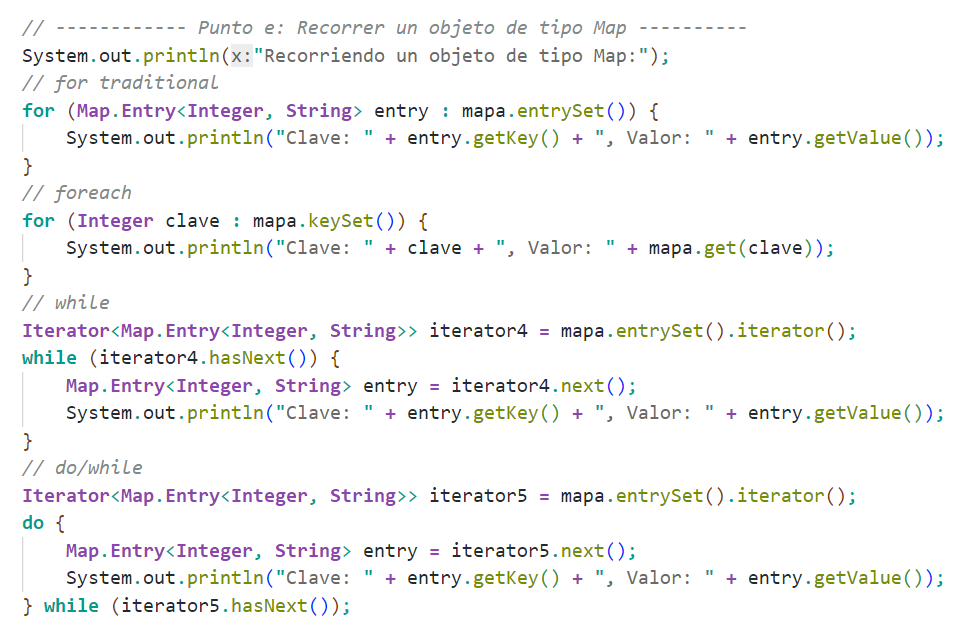 // ------------ Punto e: Recorrer un objeto de tipo Map ----------
System.out.println(x:"Recorriendo un objeto de tipo Map:");
// for traditional
for (Map.Entry<Integer, String> entry : mapa.entrySet()) {
    System.out.println("Clave: " + entry.getKey() + ", Valor: " + entry.getValue());
}
// foreach
for (Integer clave : mapa.keySet()) {
    System.out.println("Clave: " + clave + ", Valor: " + mapa.get(clave));
}
// while
Iterator<Map.Entry<Integer, String>> iterator4 = mapa.entrySet().iterator();
while (iterator4.hasNext()) {
    Map.Entry<Integer, String> entry = iterator4.next();
    System.out.println("Clave: " + entry.getKey() + ", Valor: " + entry.getValue());
}
// do/while
Iterator<Map.Entry<Integer, String>> iterator5 = mapa.entrySet().iterator();
do {
    Map.Entry<Integer, String> entry = iterator5.next();
    System.out.println("Clave: " + entry.getKey() + ", Valor: " + entry.getValue());
} while (iterator5.hasNext());